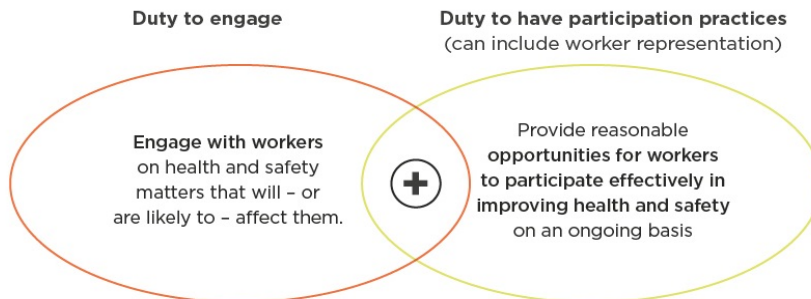 Duty to engage
Engage with workers
on health and safety
matters that will – or
are likely to – affect them.
Duty to have participation practices
(can include worker representation)
Provide reasonable
opportunities for workers
to participate effectively in
improving health and safety
on an ongoing basis